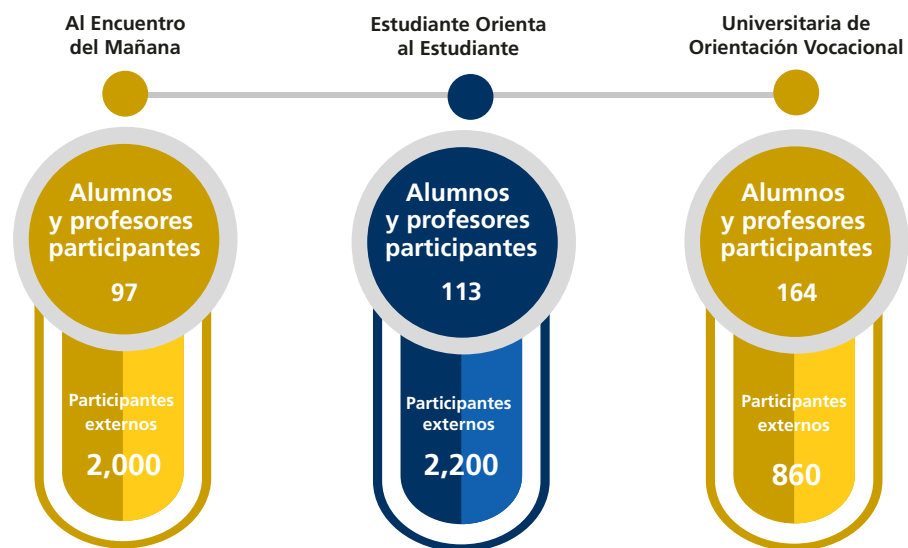 Al Encuentro
del Mañana
Alumnos
y profesores
participantes
97
Participantes
externos
2,000
Estudiante Orienta
al Estudiante
Alumnos
y profesores
participantes
113
Participantes
externos
2,200
Universitaria de
Orientación Vocacional
Alumnos
y profesores
participantes
164
Participantes
externos
860